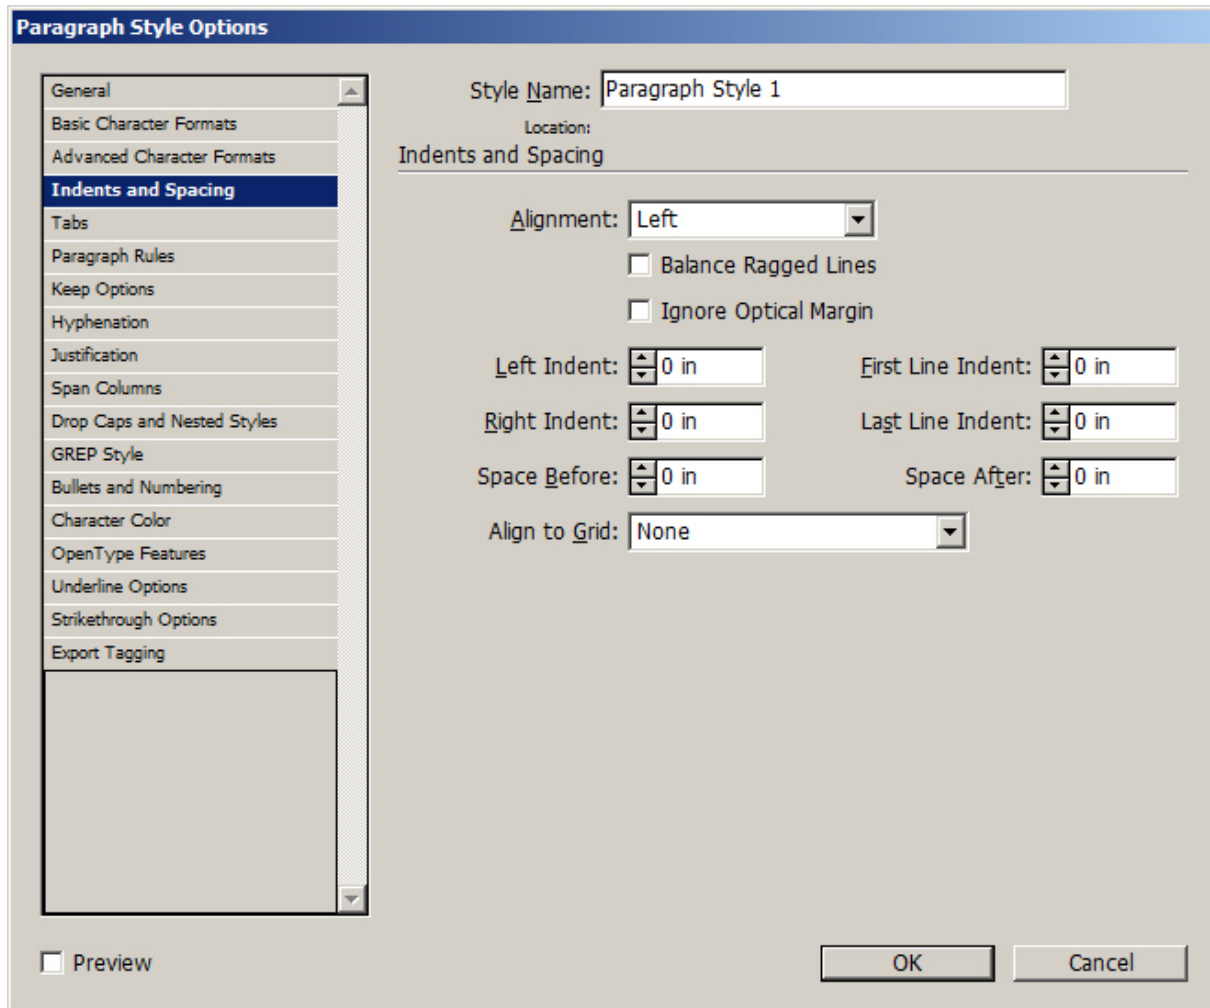 Paragraph Style Options
General
Basic Character Formats
Advanced Character Formats
Indents and Spacing
Tabs
Paragraph Rules
Keep Options
Hyphenation
Justification
Span Columns
Drop Caps and Nested Styles
GREP Style
Bullets and Numbering
Character Color
OpenType Features
Underline Options
Strikethrough Options
Export Tagging
Style Name: Paragraph Style 1
Location:
Indents and Spacing
Alignment: Left
Balance Ragged Lines
Ignore Optical Margin
Left Indent: 0 in First Line Indent: 0 in
Right Indent: 0 in Last Line Indent: 0 in
Space Before: 0 in Space After: 0 in
Align to Grid: None
Preview OK Cancel